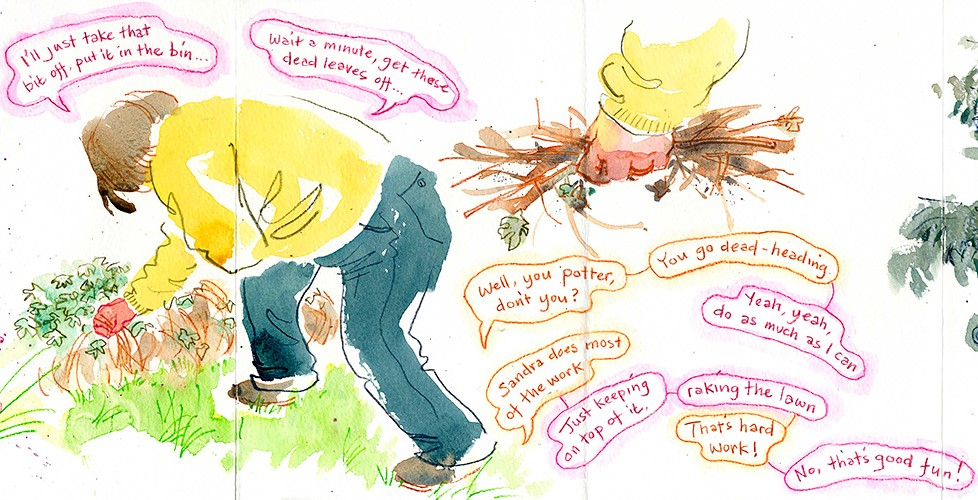 I'll just take that
bit off, put it in the bin...
Wait a minute, get these
dead leaves off...
Well, you 'potter,
don't you?
You go dead-heading.
Yeah, yeah,
do as much as I can
Sandra does most
of the work
Just keeping
on top of it,
raking the lawn
That's hard
work!
No, that's good fun!